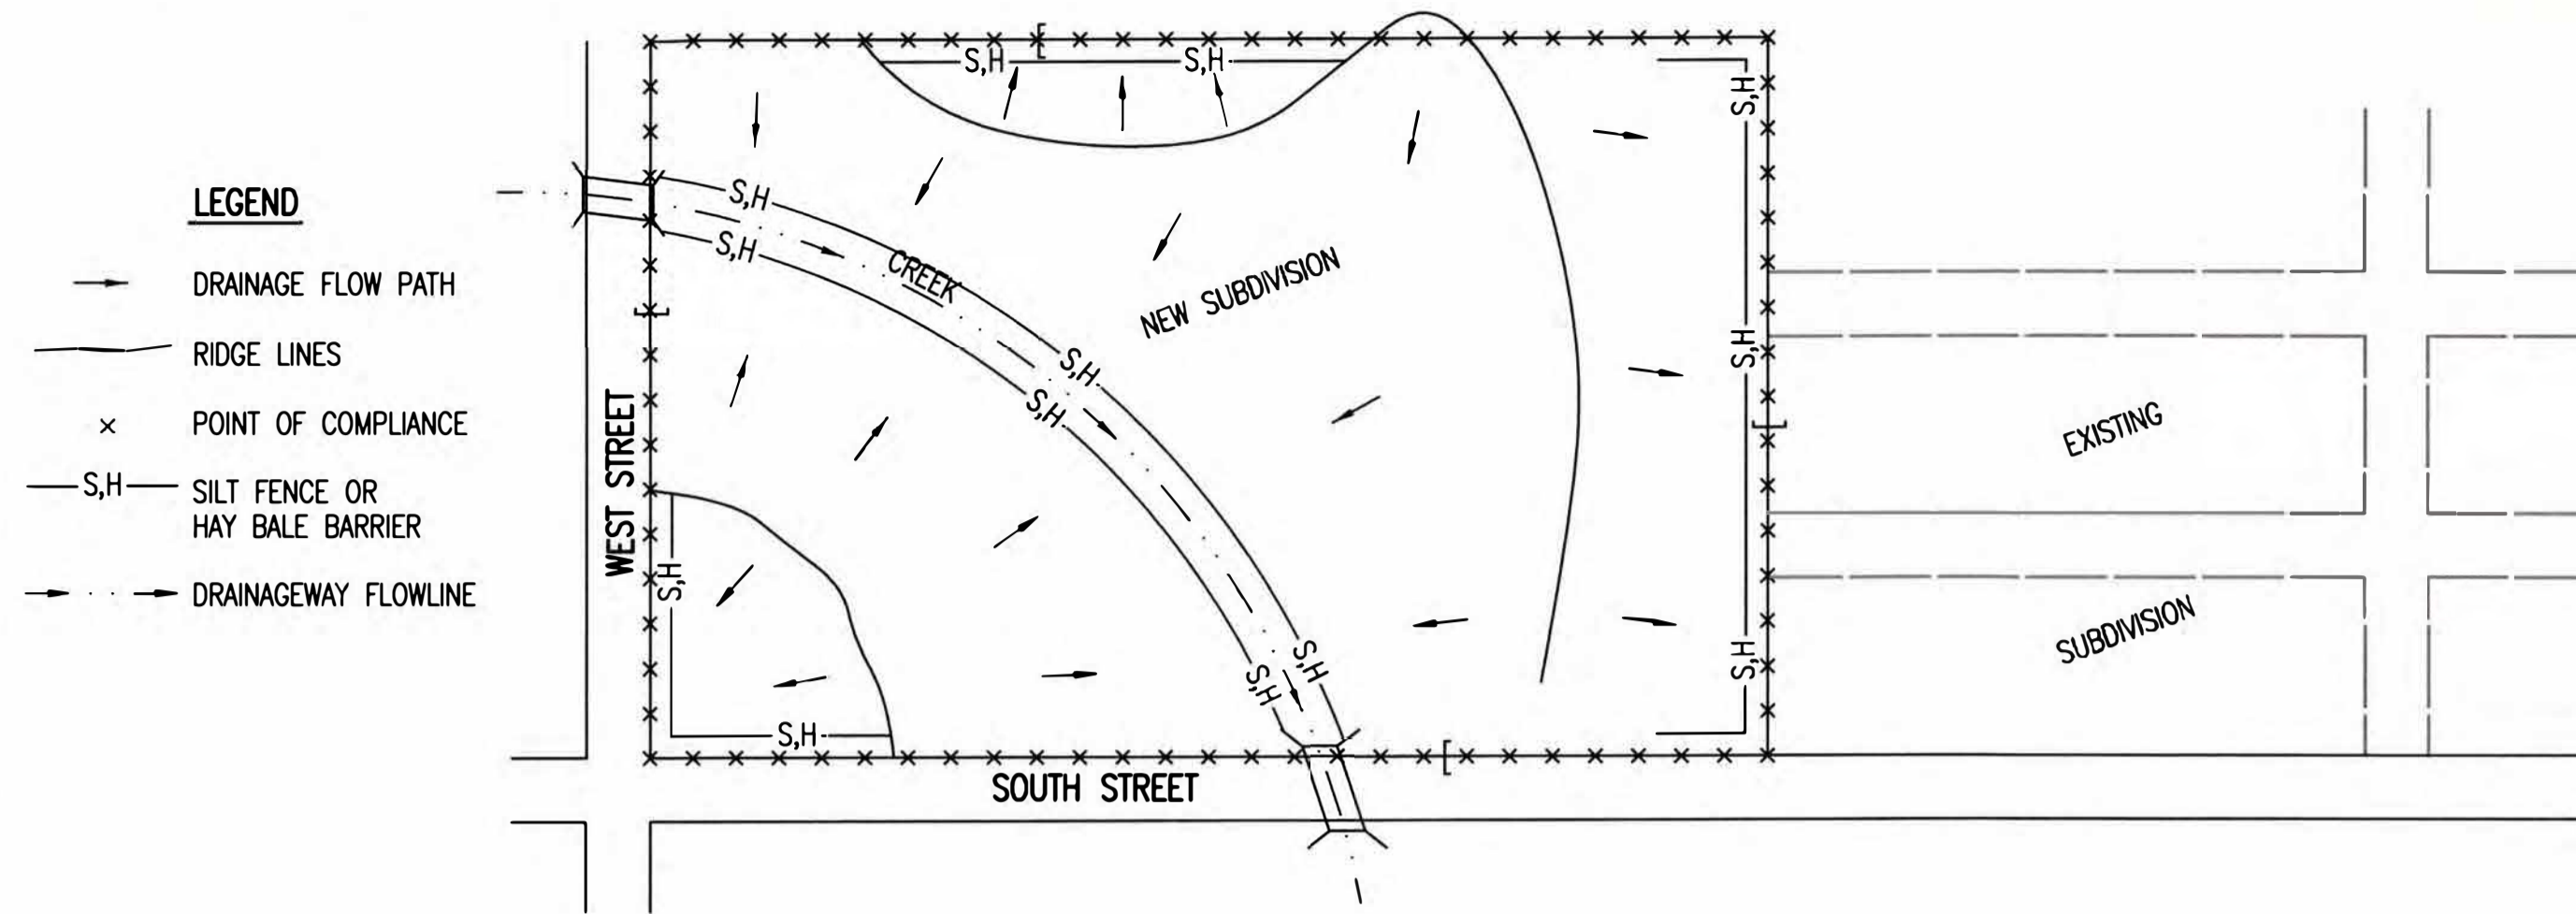 LEGEND
DRAINAGE FLOW PATH
RIDGE LINES
× POINT OF COMPLIANCE
S,H SILT FENCE OR
HAY BALE BARRIER
DRAINAGEWAY FLOWLINE
S,H
S,H
S,H
S,H
S,H
CREEK
NEW SUBDIVISION
S,H
S,H
S,H
WEST STREET
EXISTING
S,H
SUBDIVISION
S,H
S,H
S,H
S,H
SOUTH STREET